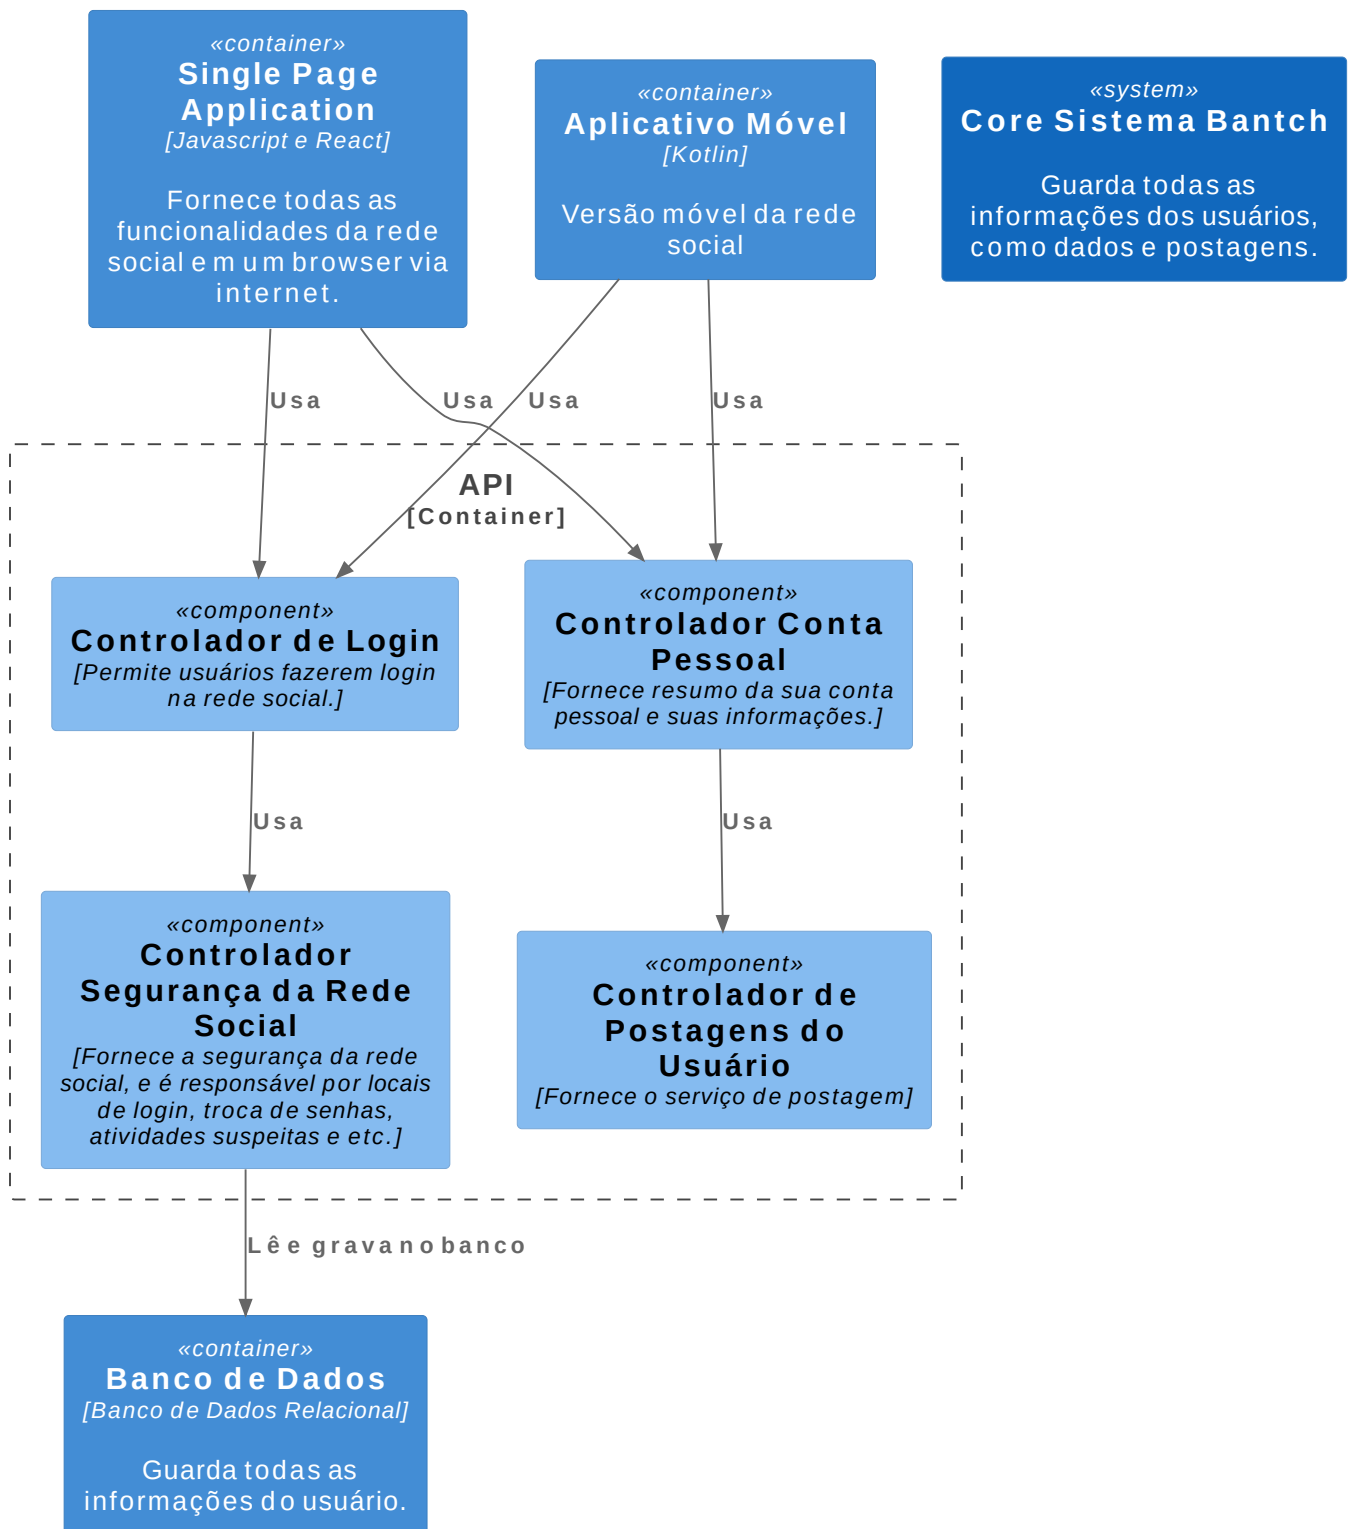 «container»
Single Page
Application
[Javascript e React]
Fornece todas as
funcionalidades da rede
social em um browser via
internet.
«container»
Aplicativo Móvel
[Kotlin]
Versão móvel da rede
social
«system»
Core Sistema Bantch
Guarda todas as
informações dos usuários,
como dados e postagens.
Usa
Usa
Usa
Usa
API
[Container]
«component»
Controlador de Login
[Permite usuários fazerem login
na rede social.]
«component»
Controlador Conta
Pessoal
[Fornece resumo da sua conta
pessoal e suas informações.]
Usa
Usa
«component»
Controlador
Segurança da Rede
Social
[Fornece a segurança da rede
social, e é responsável por locais
de login, troca de senhas,
atividades suspeitas e etc.]
«component»
Controlador de
Postagens do
Usuário
[Fornece o serviço de postagem]
Lê e grava no banco
«container»
Banco de Dados
[Banco de Dados Relacional]
Guarda todas as
informações do usuário.